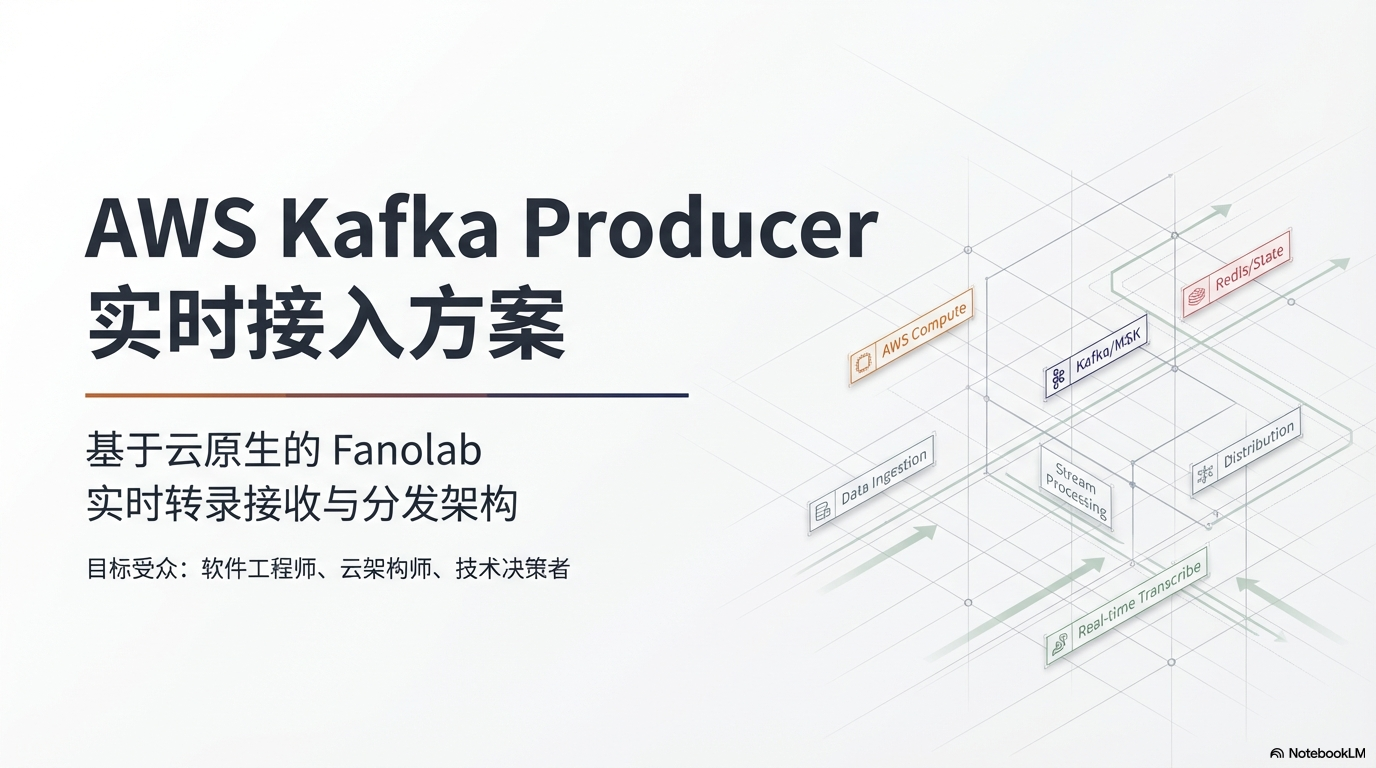 AWS Kafka Producer
实时接入方案
基于云原生的 Fanolab
实时转录接收与分发架构
目标受众：软件工程师、云架构师、技术决策者
Redis/State
AWS Compute
Kafka/MSK
Distribution
Data Ingestion
Stream
Processing
Real-time Transcribe
NotebookLM